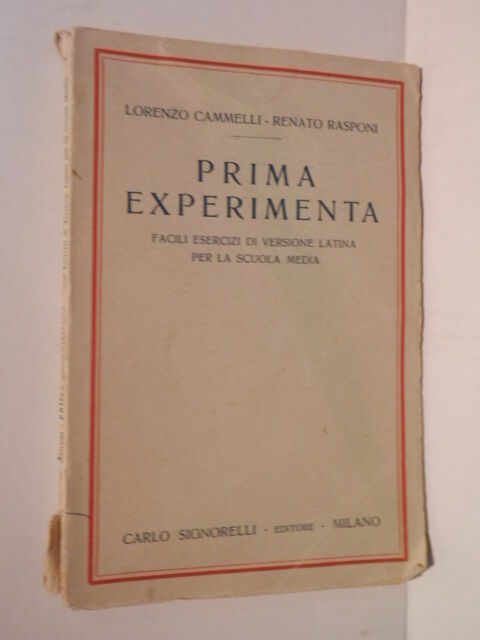 LORENZO CAMMELLI - RENATO RASPONI
PRIMA
EXPERIMENTA
FACILI ESERCIZI DI VERSIONE LATINA
PER LA SCUOLA MEDIA
CARLO SIGNORELLI - EDITORE - MILANO